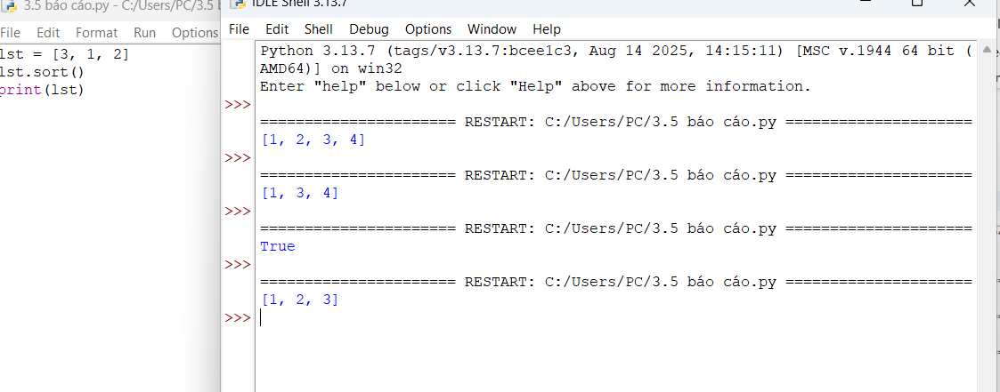 3.5 báo cáo.py - C:/Users/PC/3.5 b
File Edit Format Run Options
lst = [3, 1, 2]
lst.sort()
print(lst)
IDLE Shell 3.13.7
File Edit Shell Debug Options Window Help
Python 3.13.7 (tags/v3.13.7:bcee1c3, Aug 14 2025, 14:15:11) [MSC v.1944 64 bit (
AMD64)] on win32
Enter "help" below or click "Help" above for more information.
>>>
====================== RESTART: C:/Users/PC/3.5 báo cáo.py =====================
[1, 2, 3, 4]
>>>
====================== RESTART: C:/Users/PC/3.5 báo cáo.py =====================
[1, 3, 4]
>>>
====================== RESTART: C:/Users/PC/3.5 báo cáo.py =====================
True
>>>
====================== RESTART: C:/Users/PC/3.5 báo cáo.py =====================
[1, 2, 3]
>>>